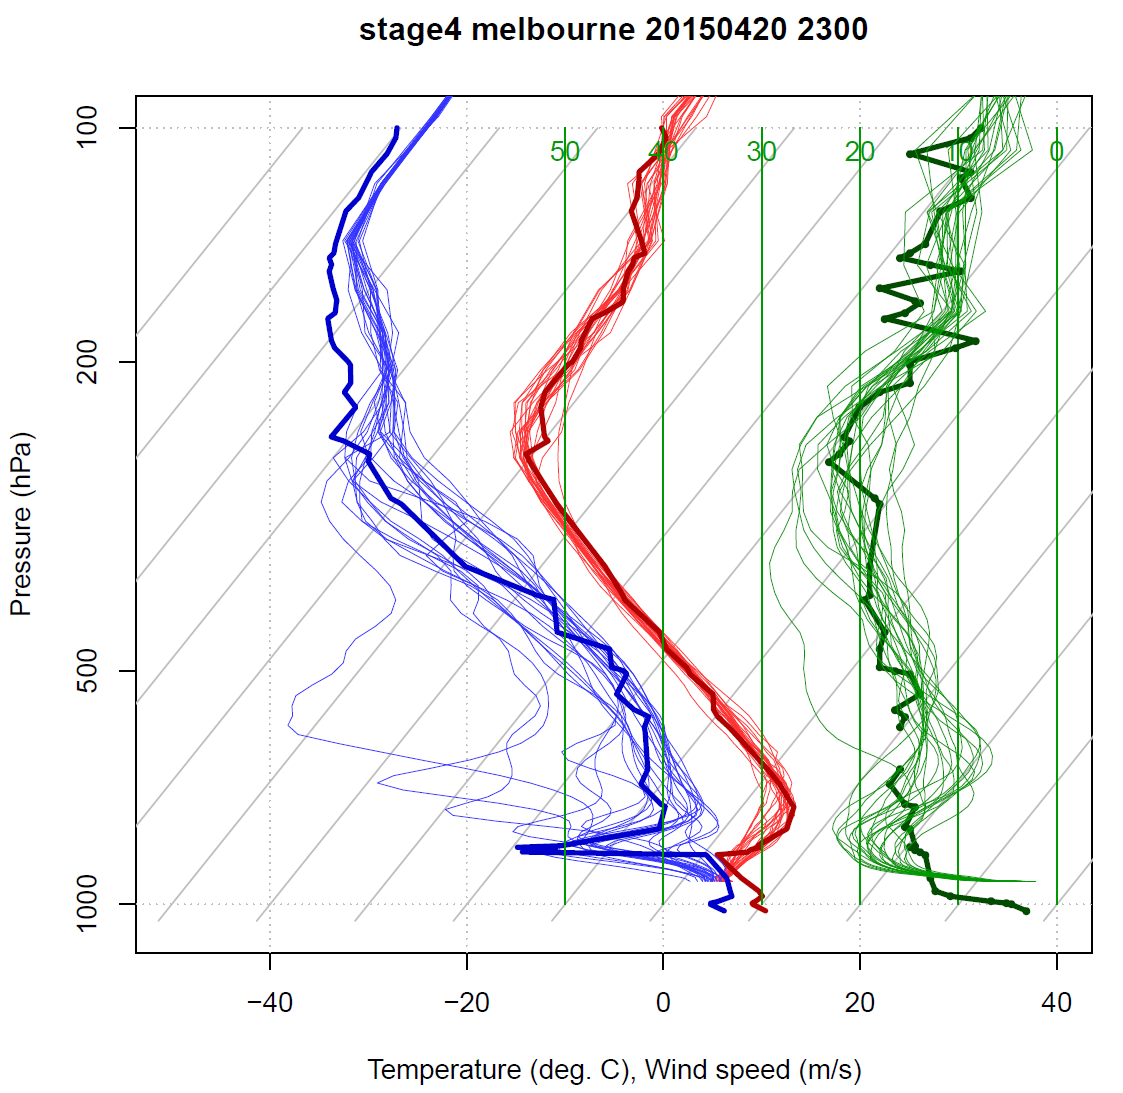 stage4 melbourne 20150420 2300
100
50 40 30 20 10 0
200
Pressure (hPa)
500
1000
−40 −20 0 20 40
Temperature (deg. C), Wind speed (m/s)